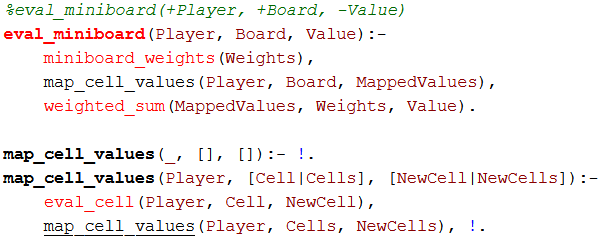 %eval_miniboard(+Player, +Board, -Value)
eval_miniboard(Player, Board, Value):-
    miniboard_weights(Weights),
    map_cell_values(Player, Board, MappedValues),
    weighted_sum(MappedValues, Weights, Value).

map_cell_values(_, [], []):- !.
map_cell_values(Player, [Cell|Cells], [NewCell|NewCells]):-
    eval_cell(Player, Cell, NewCell),
    map_cell_values(Player, Cells, NewCells), !.